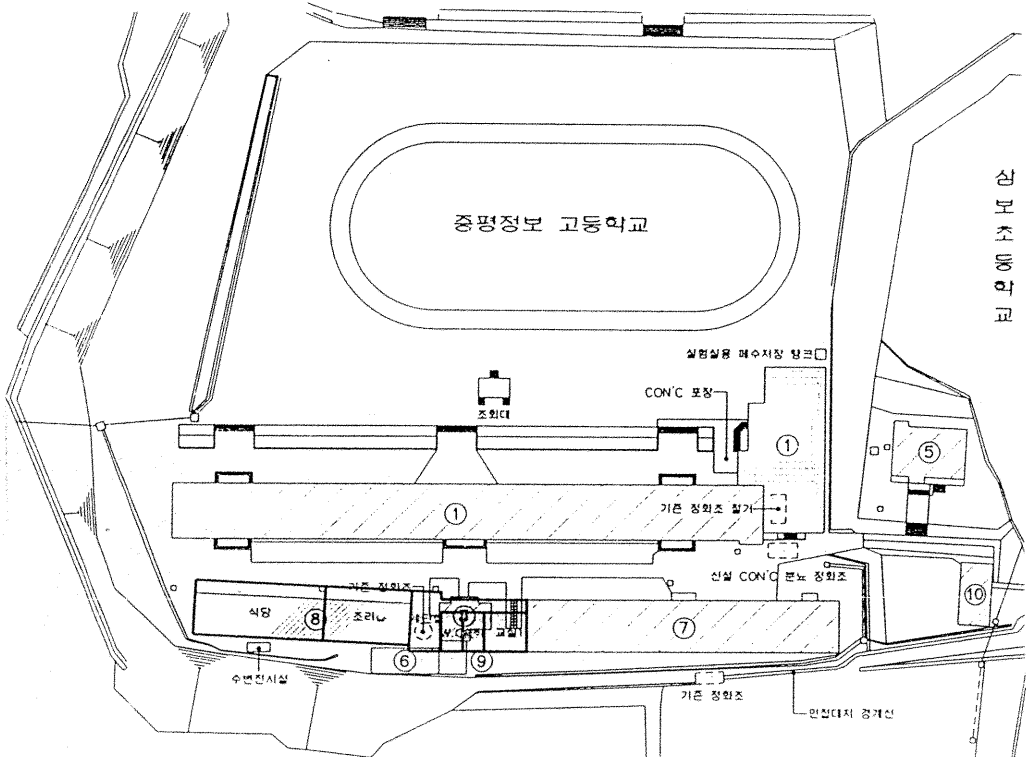 증평정보 고등학교
삼보초등학교
실험실용 폐수저장 탱크
CON'C 포장
조회대
①
⑤
①
기존 정화조 철거
신설 CON'C 분뇨 정화조
기존 정화조
⑩
식당
⑧
조리실
교실
⑦
⑥
⑨
수변전시설
기존 정화조
인접대지 경계선